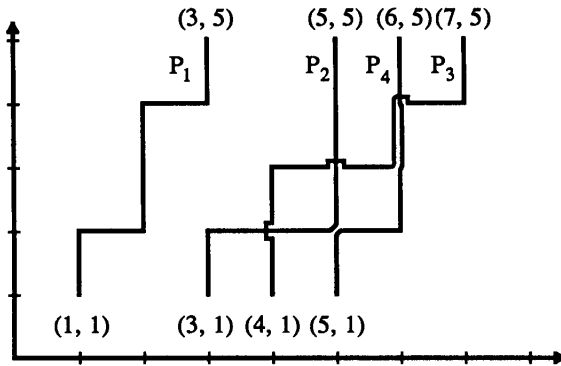 (3, 5) (5, 5) (6, 5) (7, 5)
P1 P2 P4 P3
(1, 1) (3, 1) (4, 1) (5, 1)